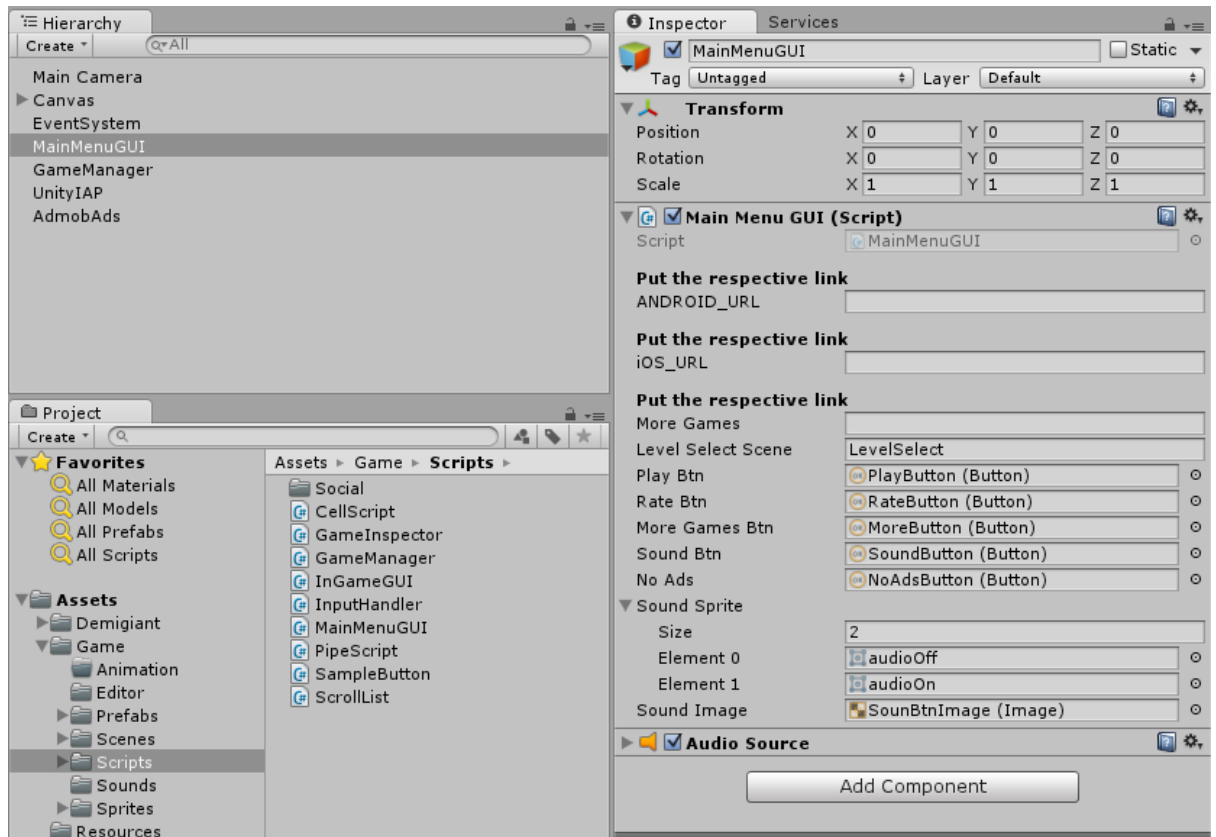 Hierarchy
Create
All
Main Camera
Canvas
EventSystem
MainMenuGUI
GameManager
UnityIAP
AdmobAds
Project
Create
Favorites
All Materials
All Models
All Prefabs
All Scripts
Assets
Demigiant
Game
Animation
Editor
Prefabs
Scenes
Scripts
Sounds
Sprites
Resources
Assets Game Scripts
Social
CellScript
GameInspector
GameManager
InGameGUI
InputHandler
MainMenuGUI
PipeScript
SampleButton
ScrollList
Inspector Services
MainMenuGUI Static
Tag Untagged Layer Default
Transform
Position X 0 Y 0 Z 0
Rotation X 0 Y 0 Z 0
Scale X 1 Y 1 Z 1
Main Menu GUI (Script)
Script MainMenuGUI
Put the respective link
ANDROID_URL
Put the respective link
iOS_URL
Put the respective link
More Games
Level Select Scene LevelSelect
Play Btn PlayButton (Button)
Rate Btn RateButton (Button)
More Games Btn MoreButton (Button)
Sound Btn SoundButton (Button)
No Ads NoAdsButton (Button)
Sound Sprite
Size 2
Element 0 audioOff
Element 1 audioOn
Sound Image SounBtnImage (Image)
Audio Source
Add Component